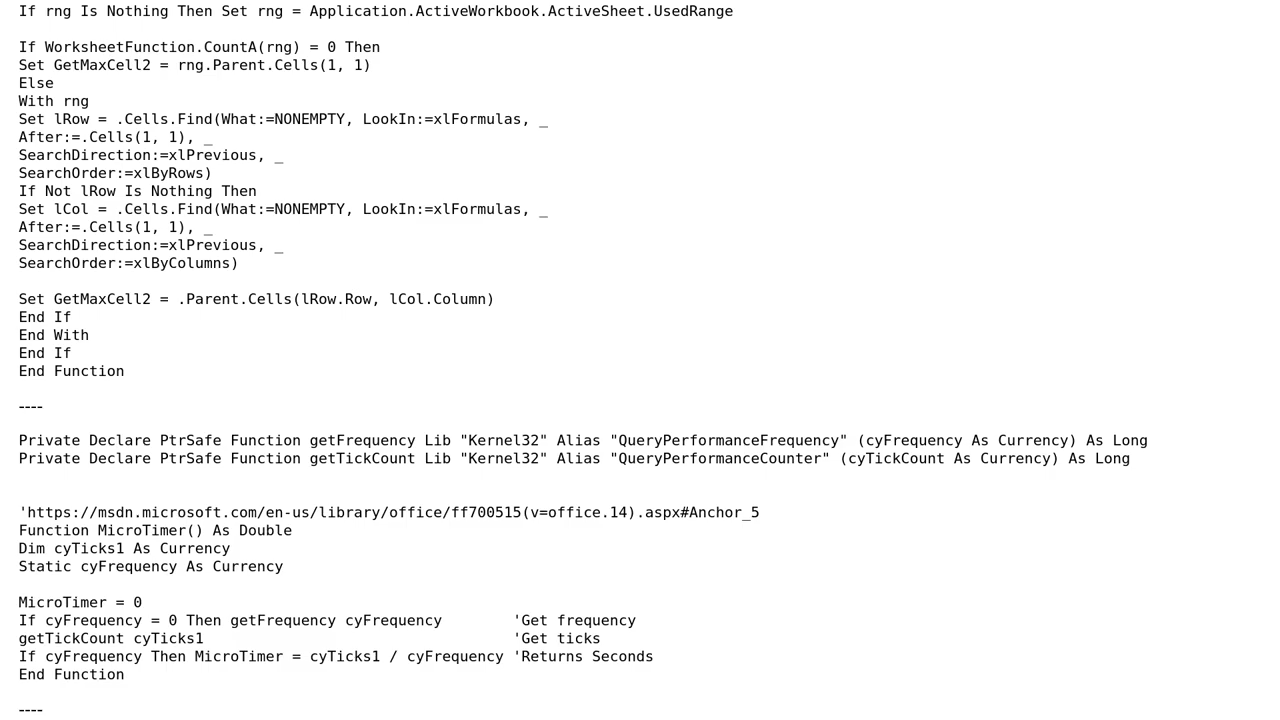 If rng Is Nothing Then Set rng = Application.ActiveWorkbook.ActiveSheet.UsedRange
If WorksheetFunction.CountA(rng) = 0 Then
Set GetMaxCell2 = rng.Parent.Cells(1, 1)
Else
With rng
Set lRow = .Cells.Find(What:=NONEMPTY, LookIn:=xlFormulas, _
After:=.Cells(1, 1), _
SearchDirection:=xlPrevious, _
SearchOrder:=xlByRows)
If Not lRow Is Nothing Then
Set lCol = .Cells.Find(What:=NONEMPTY, LookIn:=xlFormulas, _
After:=.Cells(1, 1), _
SearchDirection:=xlPrevious, _
SearchOrder:=xlByColumns)
Set GetMaxCell2 = .Parent.Cells(lRow.Row, lCol.Column)
End If
End With
End If
End Function
----
Private Declare PtrSafe Function getFrequency Lib "Kernel32" Alias "QueryPerformanceFrequency" (cyFrequency As Currency) As Long
Private Declare PtrSafe Function getTickCount Lib "Kernel32" Alias "QueryPerformanceCounter" (cyTickCount As Currency) As Long
'https://msdn.microsoft.com/en-us/library/office/ff700515(v=office.14).aspx#Anchor_5
Function MicroTimer() As Double
Dim cyTicks1 As Currency
Static cyFrequency As Currency
MicroTimer = 0
If cyFrequency = 0 Then getFrequency cyFrequency        'Get frequency
getTickCount cyTicks1                                   'Get ticks
If cyFrequency Then MicroTimer = cyTicks1 / cyFrequency 'Returns Seconds
End Function
----